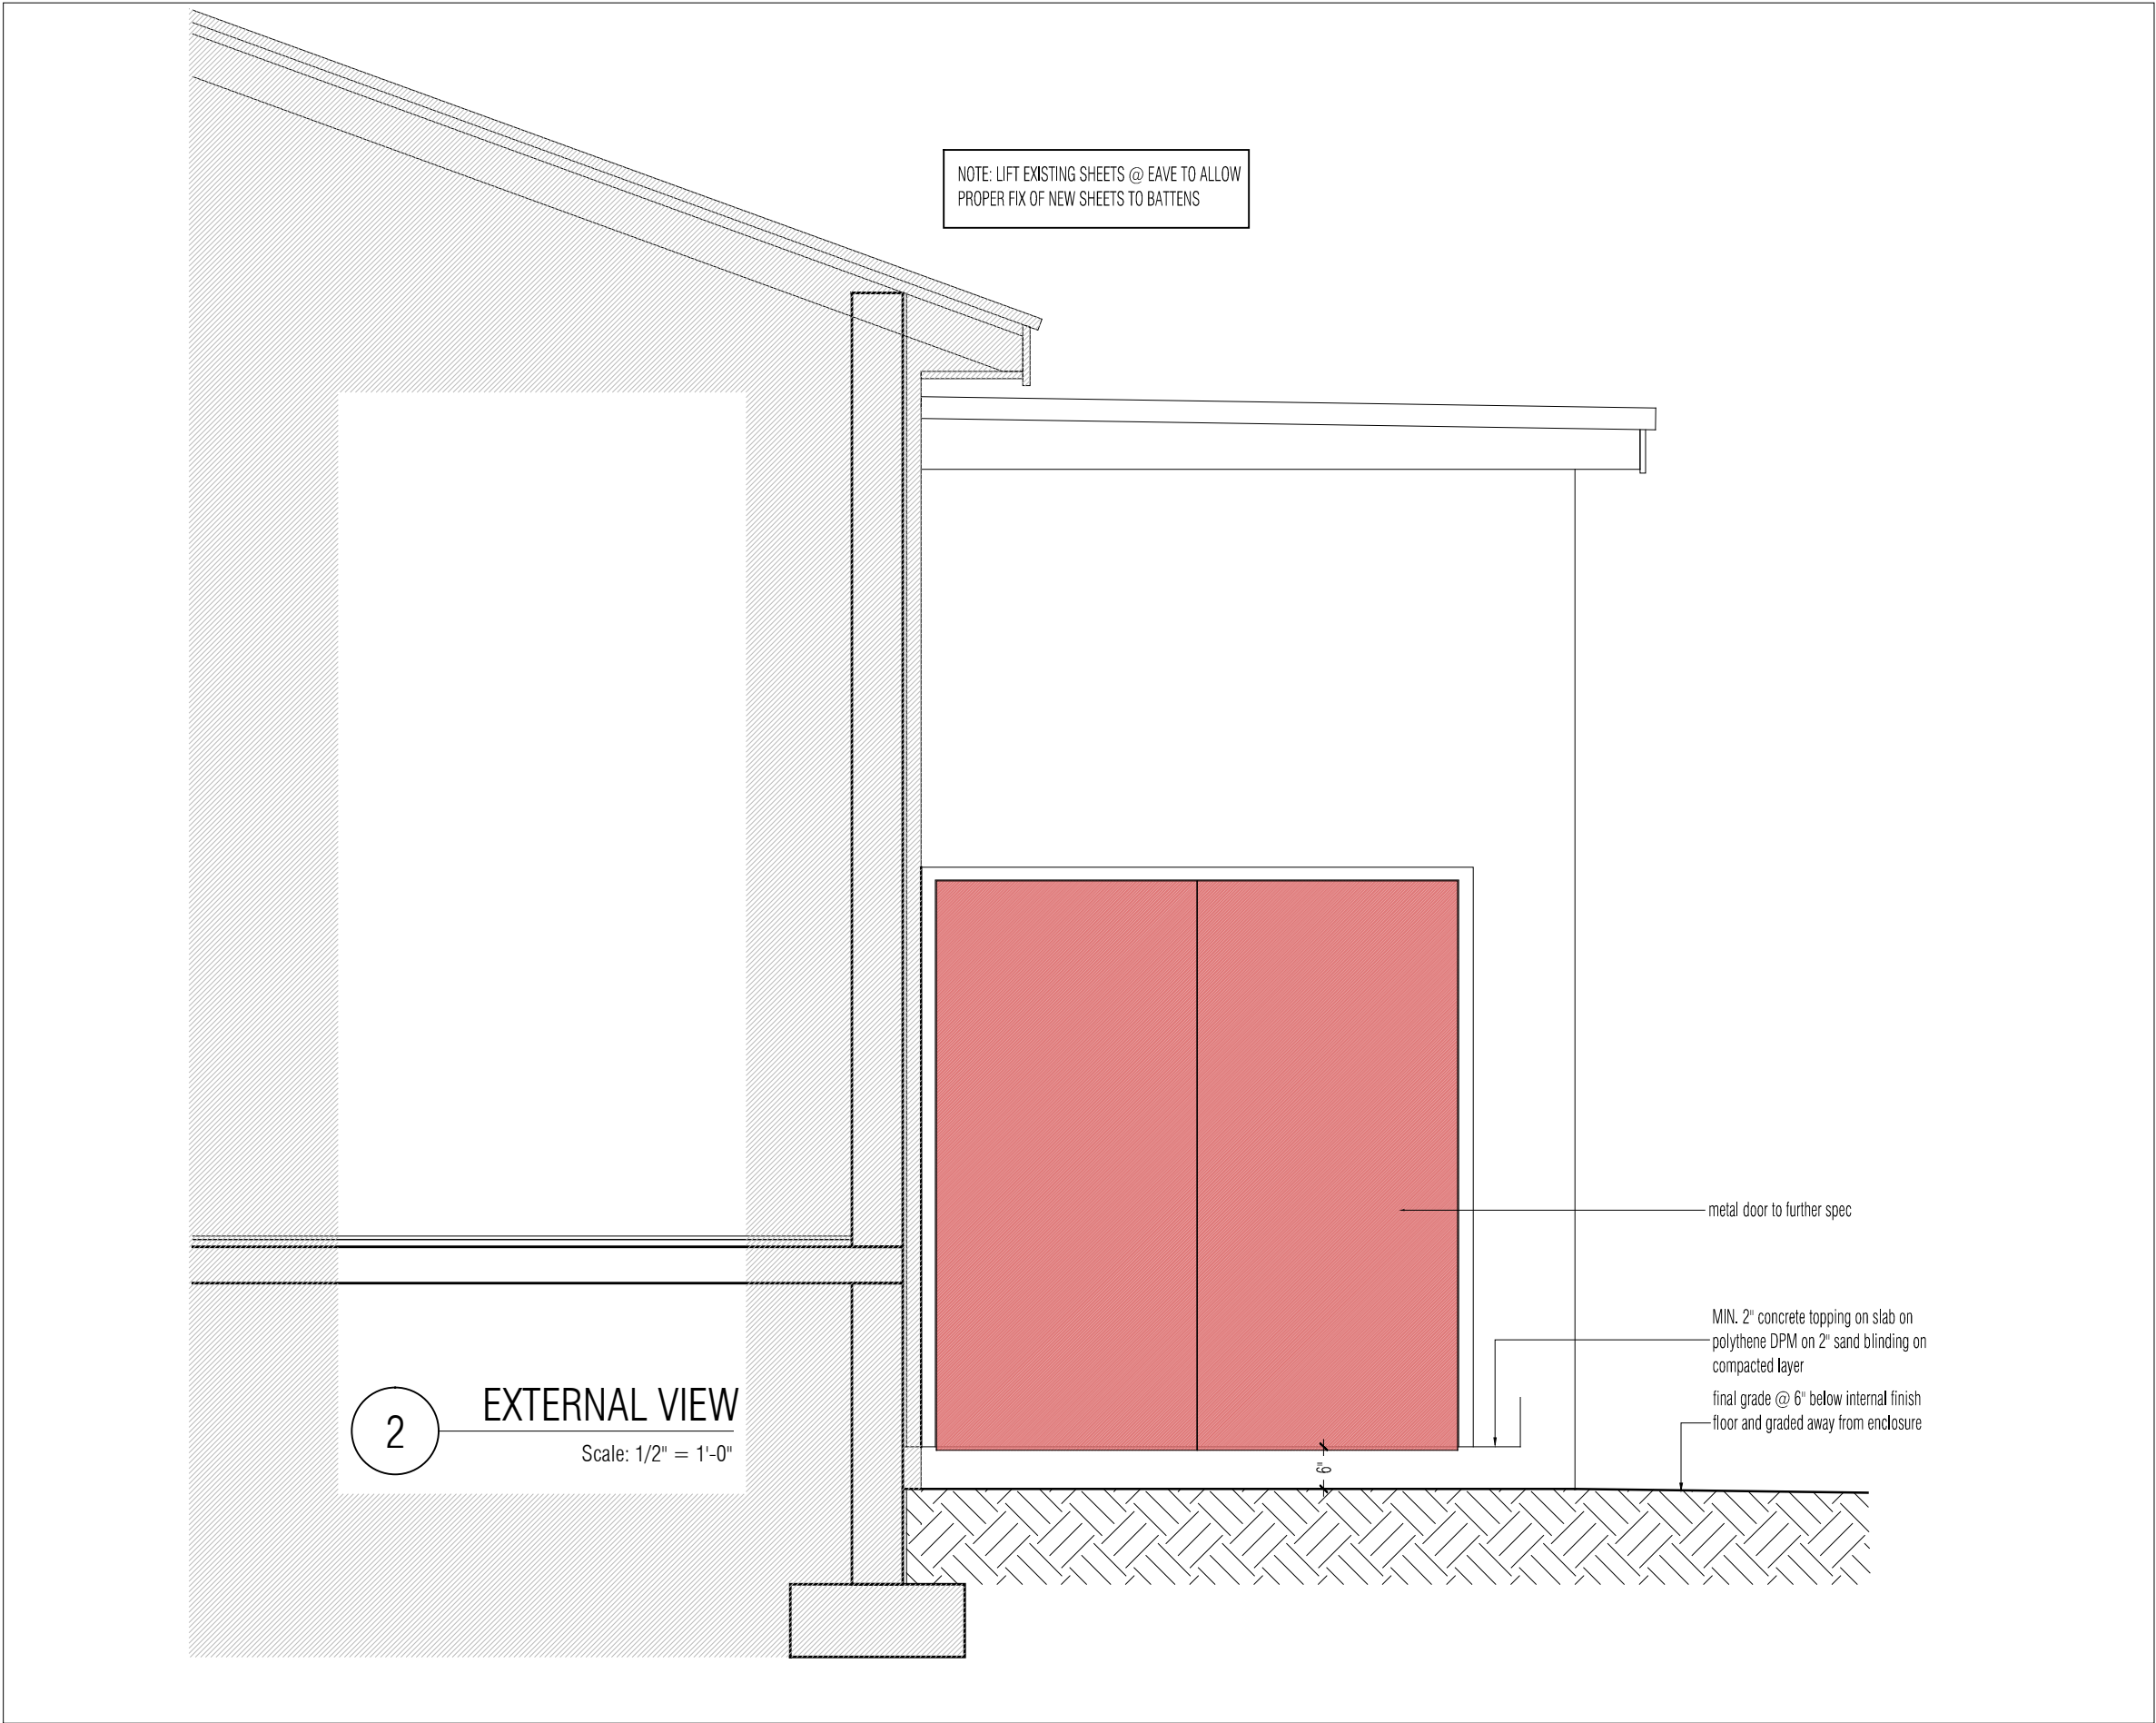 NOTE: LIFT EXISTING SHEETS @ EAVE TO ALLOW
PROPER FIX OF NEW SHEETS TO BATTENS
metal door to further spec
MIN. 2" concrete topping on slab on
polythene DPM on 2" sand blinding on
compacted layer
final grade @ 6" below internal finish
floor and graded away from enclosure
6"
2
EXTERNAL VIEW
Scale: 1/2" = 1'-0"